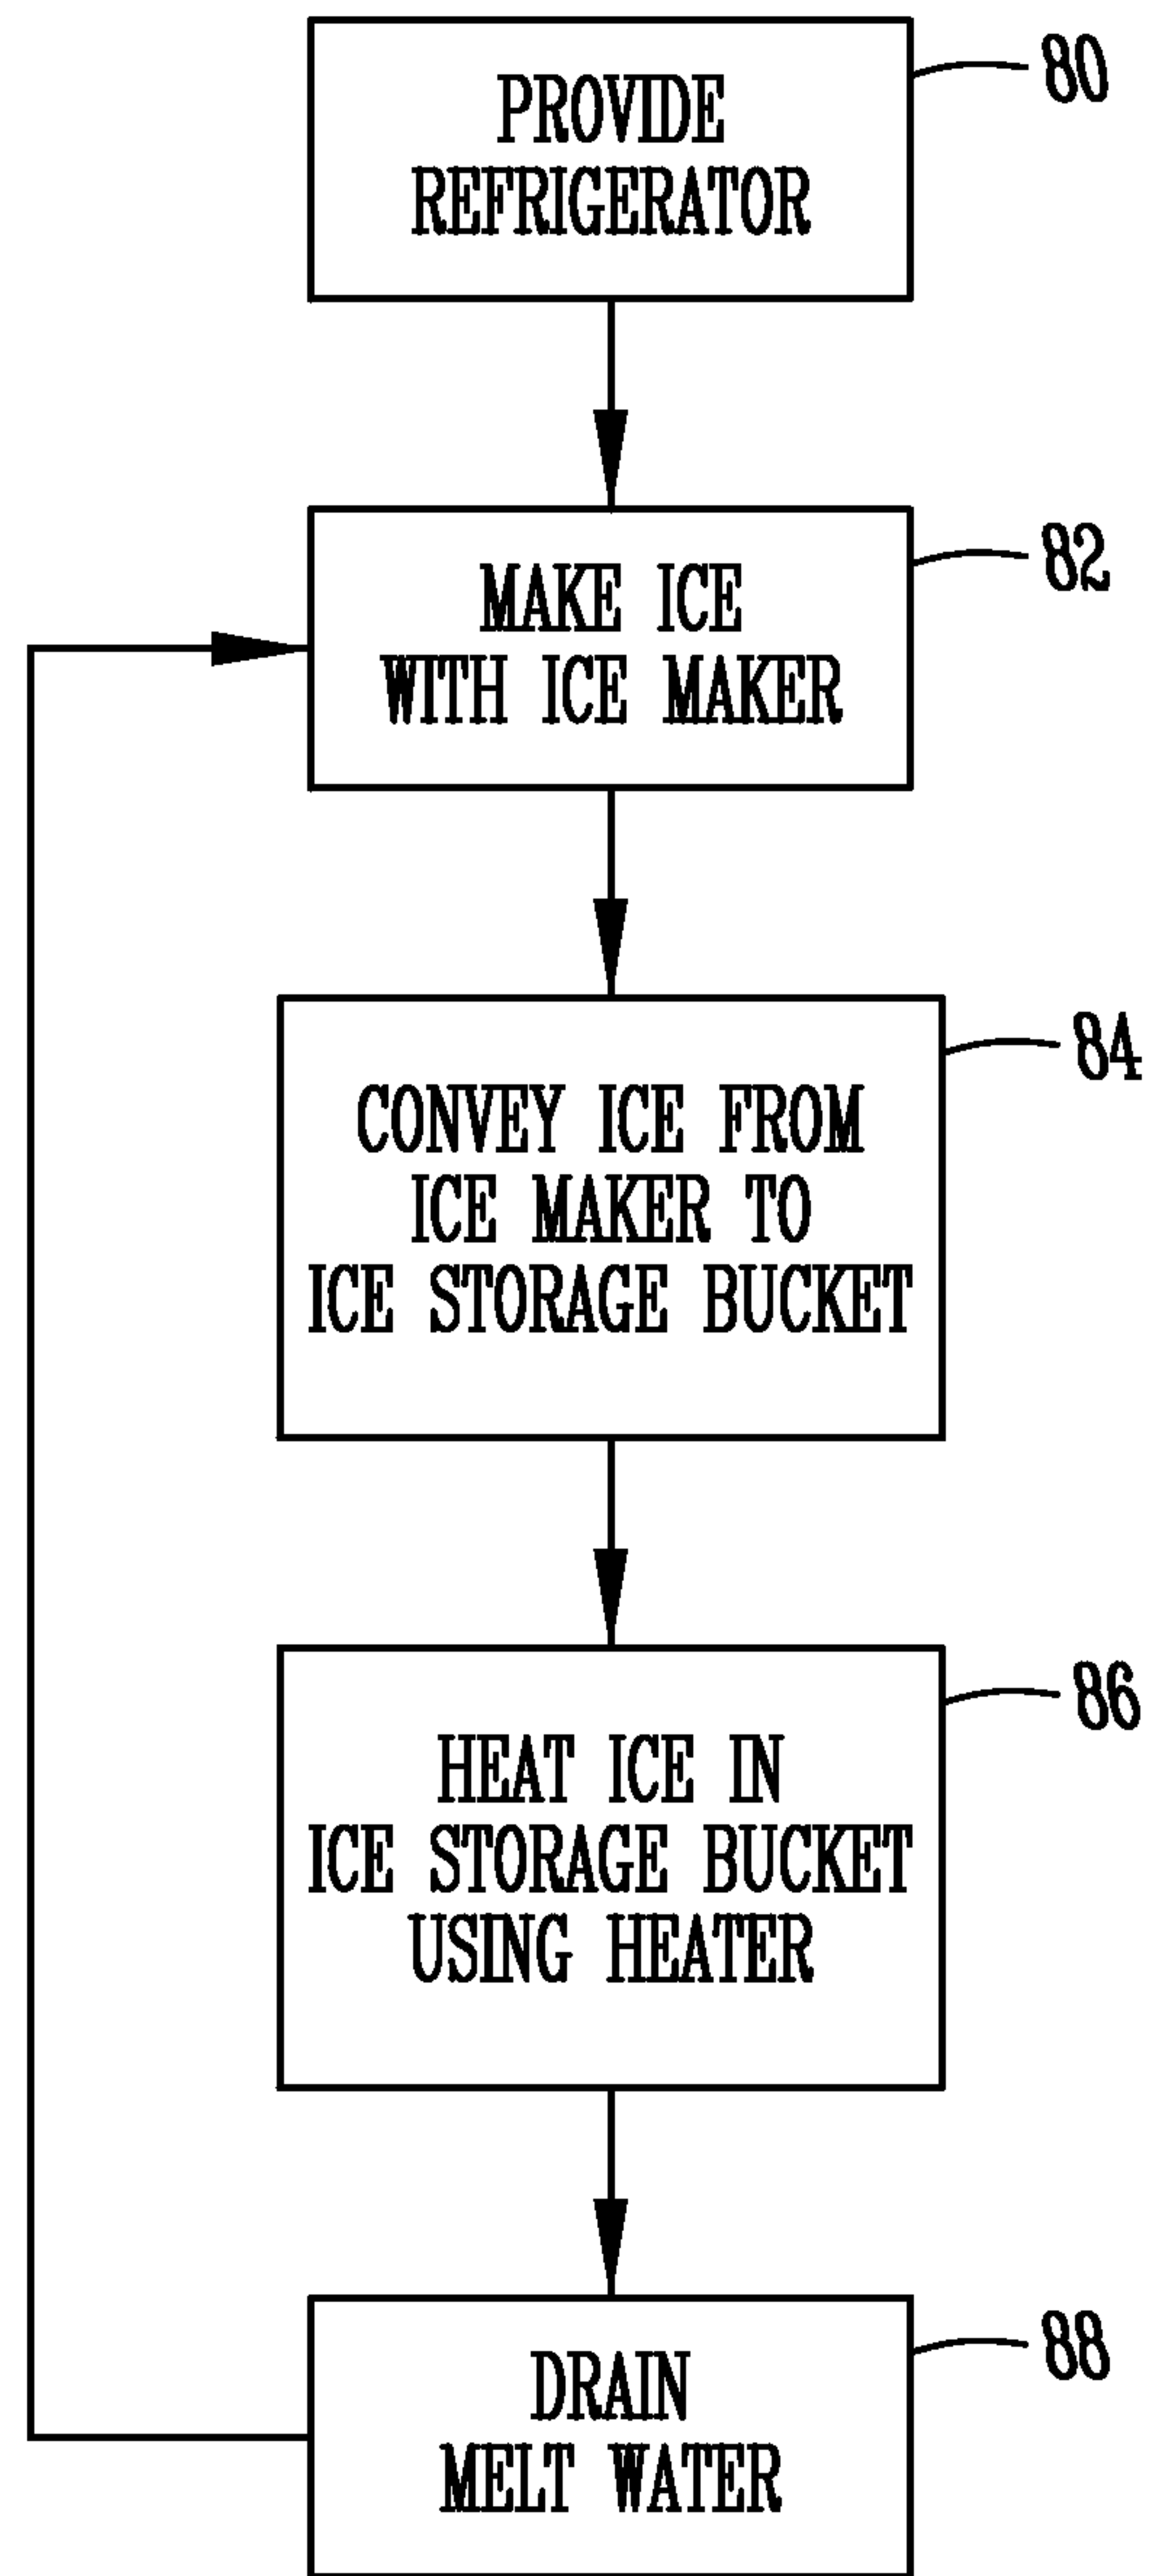 PROVIDE
REFRIGERATOR
80
MAKE ICE
WITH ICE MAKER
82
CONVEY ICE FROM
ICE MAKER TO
ICE STORAGE BUCKET
84
HEAT ICE IN
ICE STORAGE BUCKET
USING HEATER
86
DRAIN
MELT WATER
88